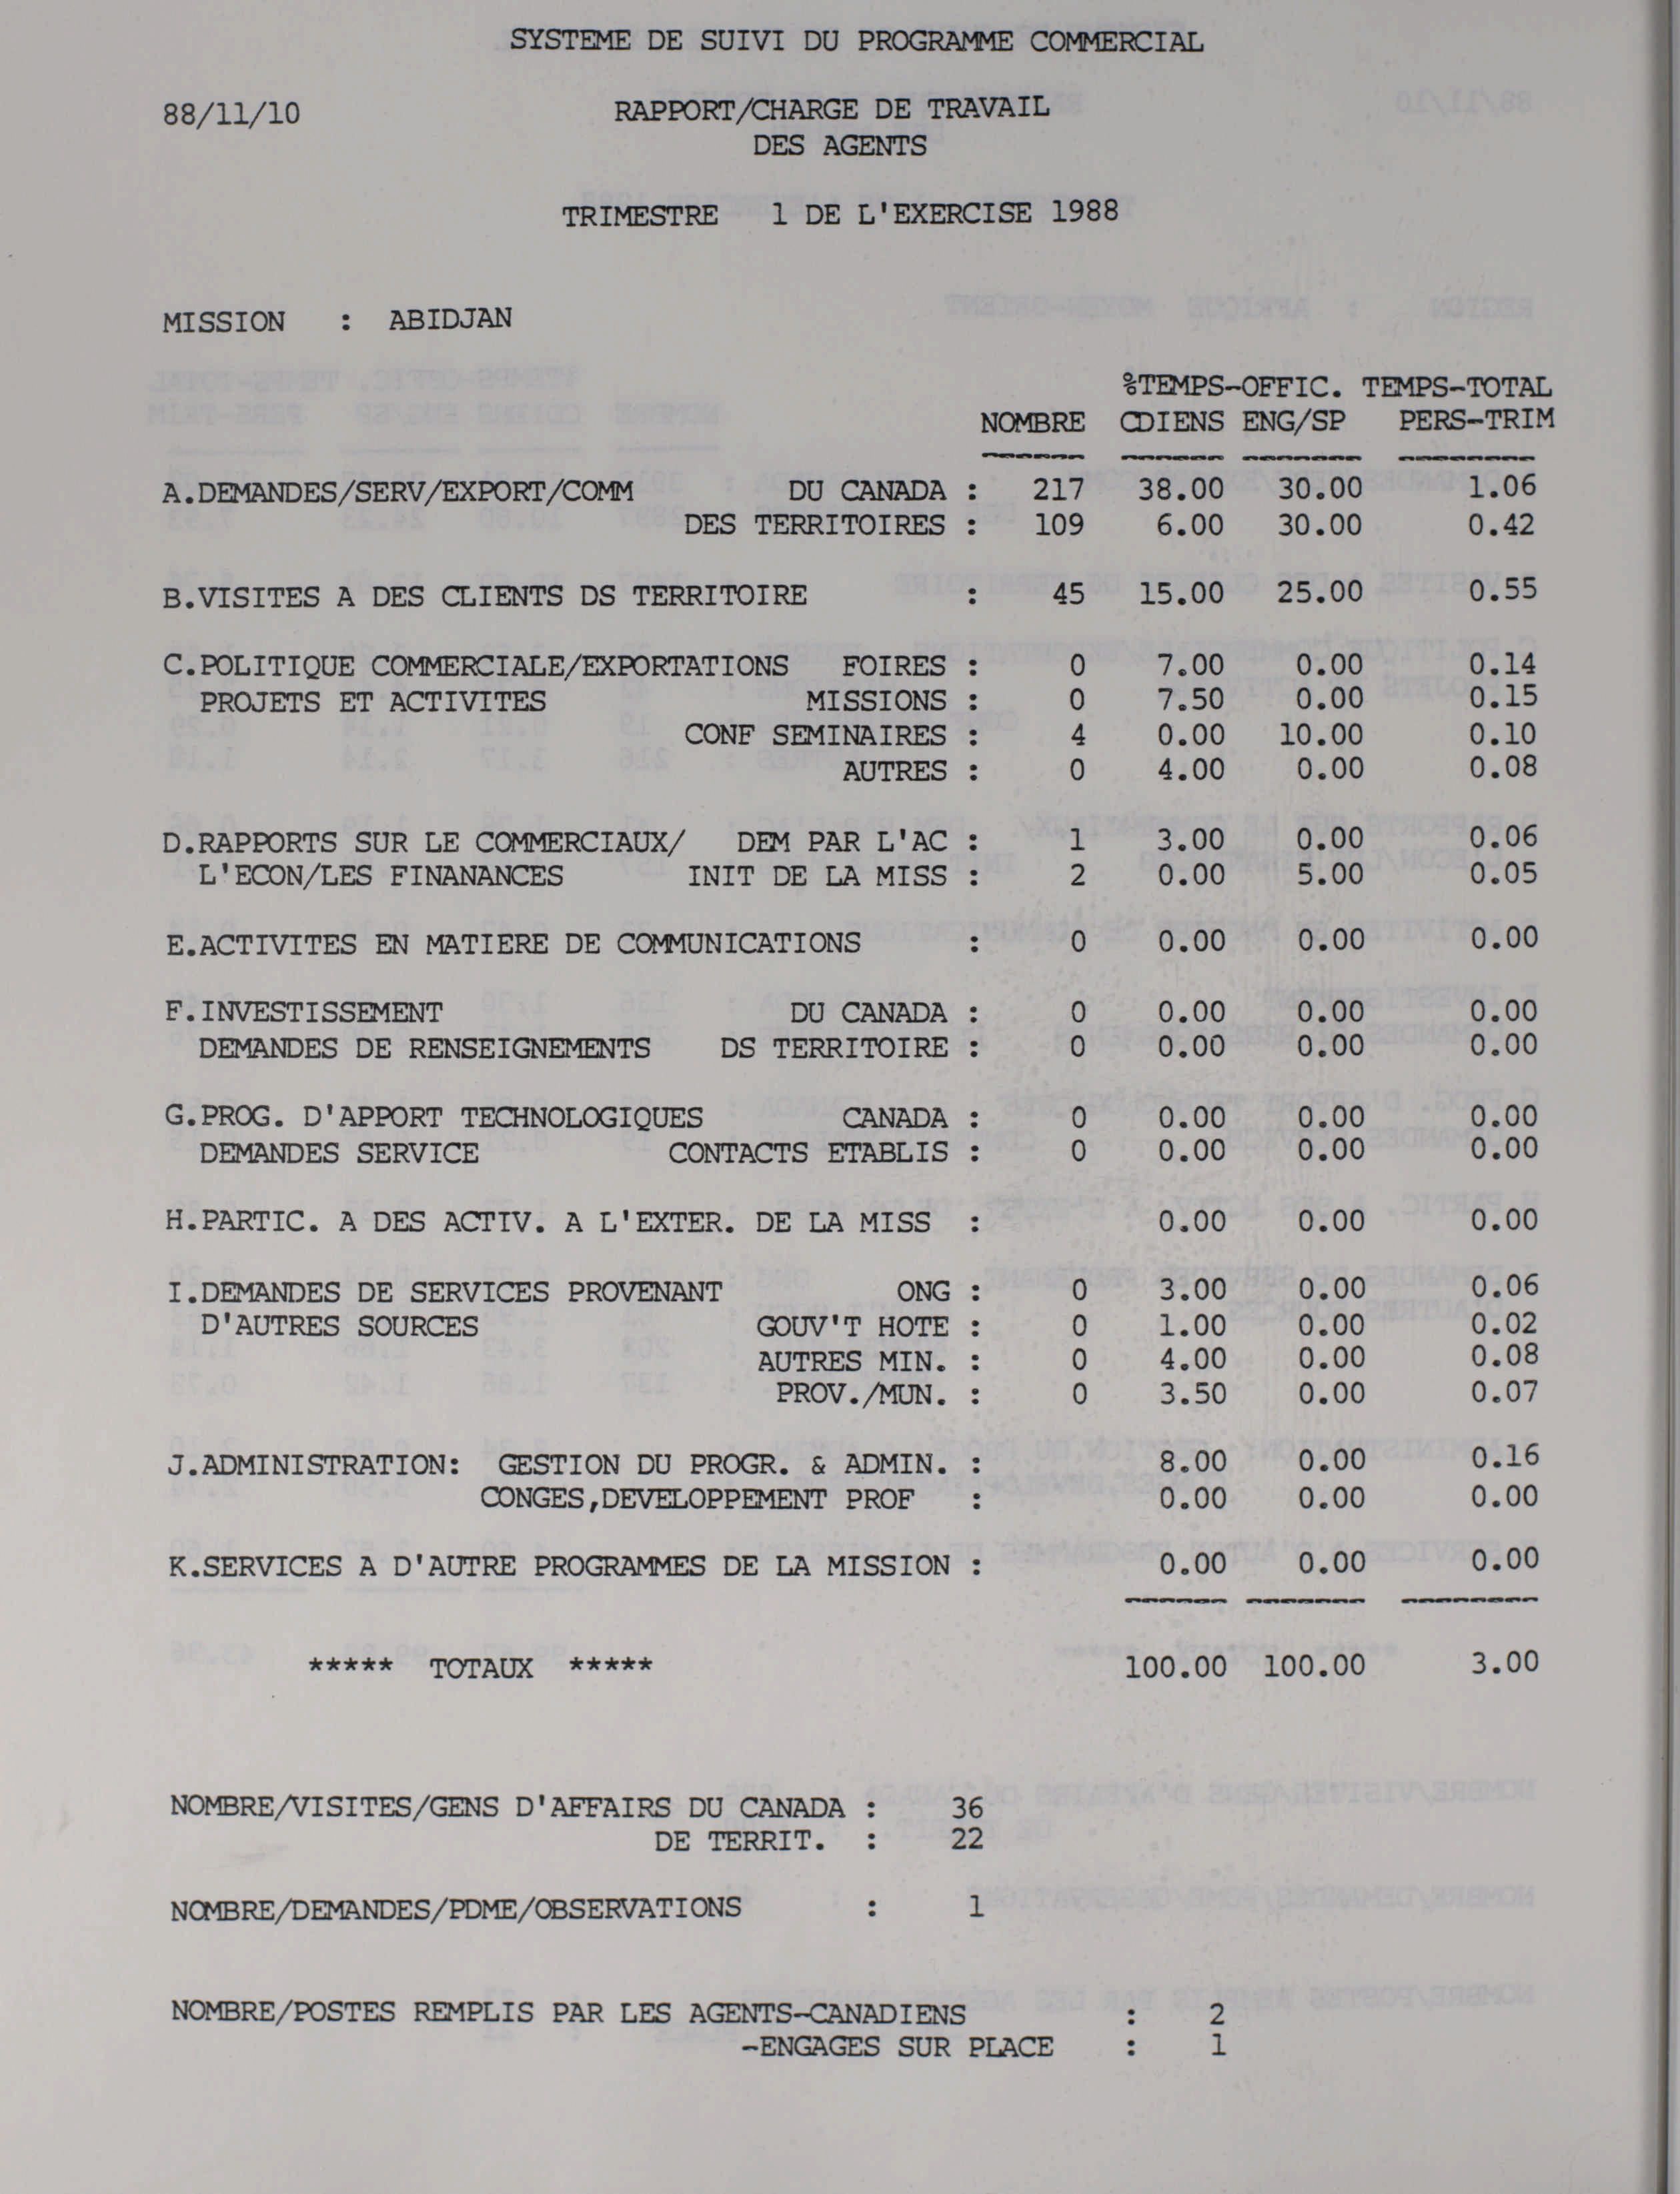 SYSTEME DE SUIVI DU PROGRAMME COMMERCIAL
88/11/10 RAPPORT/CHARGE DE TRAVAIL
DES AGENTS
TRIMESTRE 1 DE L'EXERCISE 1988
MISSION : ABIDJAN
%TEMPS-OFFIC. TEMPS-TOTAL
NOMBRE CDIENS ENG/SP PERS-TRIM
A.DEMANDES/SERV/EXPORT/COMM DU CANADA : 217 38.00 30.00 1.06
DES TERRITOIRES : 109 6.00 30.00 0.42
B.VISITES A DES CLIENTS DS TERRITOIRE : 45 15.00 25.00 0.55
C.POLITIQUE COMMERCIALE/EXPORTATIONS FOIRES : 0 7.00 0.00 0.14
PROJETS ET ACTIVITES MISSIONS : 0 7.50 0.00 0.15
CONF SEMINAIRES : 4 0.00 10.00 0.10
AUTRES : 0 4.00 0.00 0.08
D.RAPPORTS SUR LE COMMERCIAUX/ DEM PAR L'AC : 1 3.00 0.00 0.06
L'ECON/LES FINANANCES INIT DE LA MISS : 2 0.00 5.00 0.05
E.ACTIVITES EN MATIERE DE COMMUNICATIONS : 0 0.00 0.00 0.00
F.INVESTISSEMENT DU CANADA : 0 0.00 0.00 0.00
DEMANDES DE RENSEIGNEMENTS DS TERRITOIRE : 0 0.00 0.00 0.00
G.PROG. D'APPORT TECHNOLOGIQUES CANADA : 0 0.00 0.00 0.00
DEMANDES SERVICE CONTACTS ETABLIS : 0 0.00 0.00 0.00
H.PARTIC. A DES ACTIV. A L'EXTER. DE LA MISS : 0.00 0.00 0.00
I.DEMANDES DE SERVICES PROVENANT ONG : 0 3.00 0.00 0.06
D'AUTRES SOURCES GOUV'T HOTE : 0 1.00 0.00 0.02
AUTRES MIN. : 0 4.00 0.00 0.08
PROV./MUN. : 0 3.50 0.00 0.07
J.ADMINISTRATION: GESTION DU PROGR. & ADMIN. : 8.00 0.00 0.16
CONGES,DEVELOPPEMENT PROF : 0.00 0.00 0.00
K.SERVICES A D'AUTRE PROGRAMMES DE LA MISSION : 0.00 0.00 0.00
***** TOTAUX ***** 100.00 100.00 3.00
NOMBRE/VISITES/GENS D'AFFAIRS DU CANADA : 36
DE TERRIT. : 22
NOMBRE/DEMANDES/PDME/OBSERVATIONS : 1
NOMBRE/POSTES REMPLIS PAR LES AGENTS-CANADIENS : 2
-ENGAGES SUR PLACE : 1